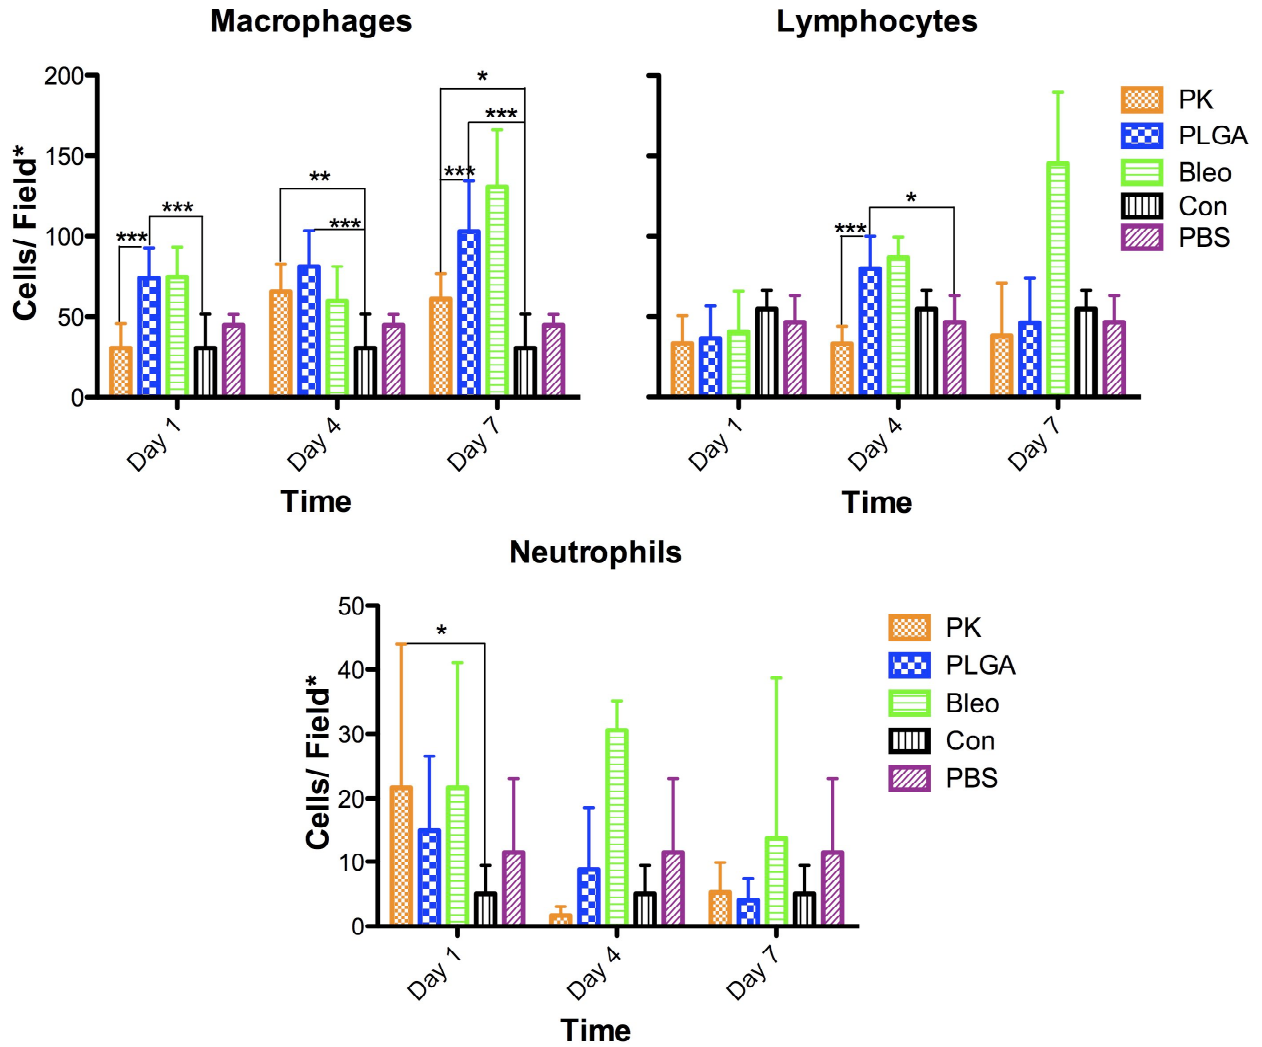 Macrophages
Lymphocytes
Cells/ Field*
200
150
100
50
0
***
***
**
***
*
***
***
Day 1
Day 4
Day 7
Time
***
*
Day 1
Day 4
Day 7
Time
PK
PLGA
Bleo
Con
PBS
Neutrophils
Cells/ Field*
50
40
30
20
10
0
*
Day 1
Day 4
Day 7
Time
PK
PLGA
Bleo
Con
PBS